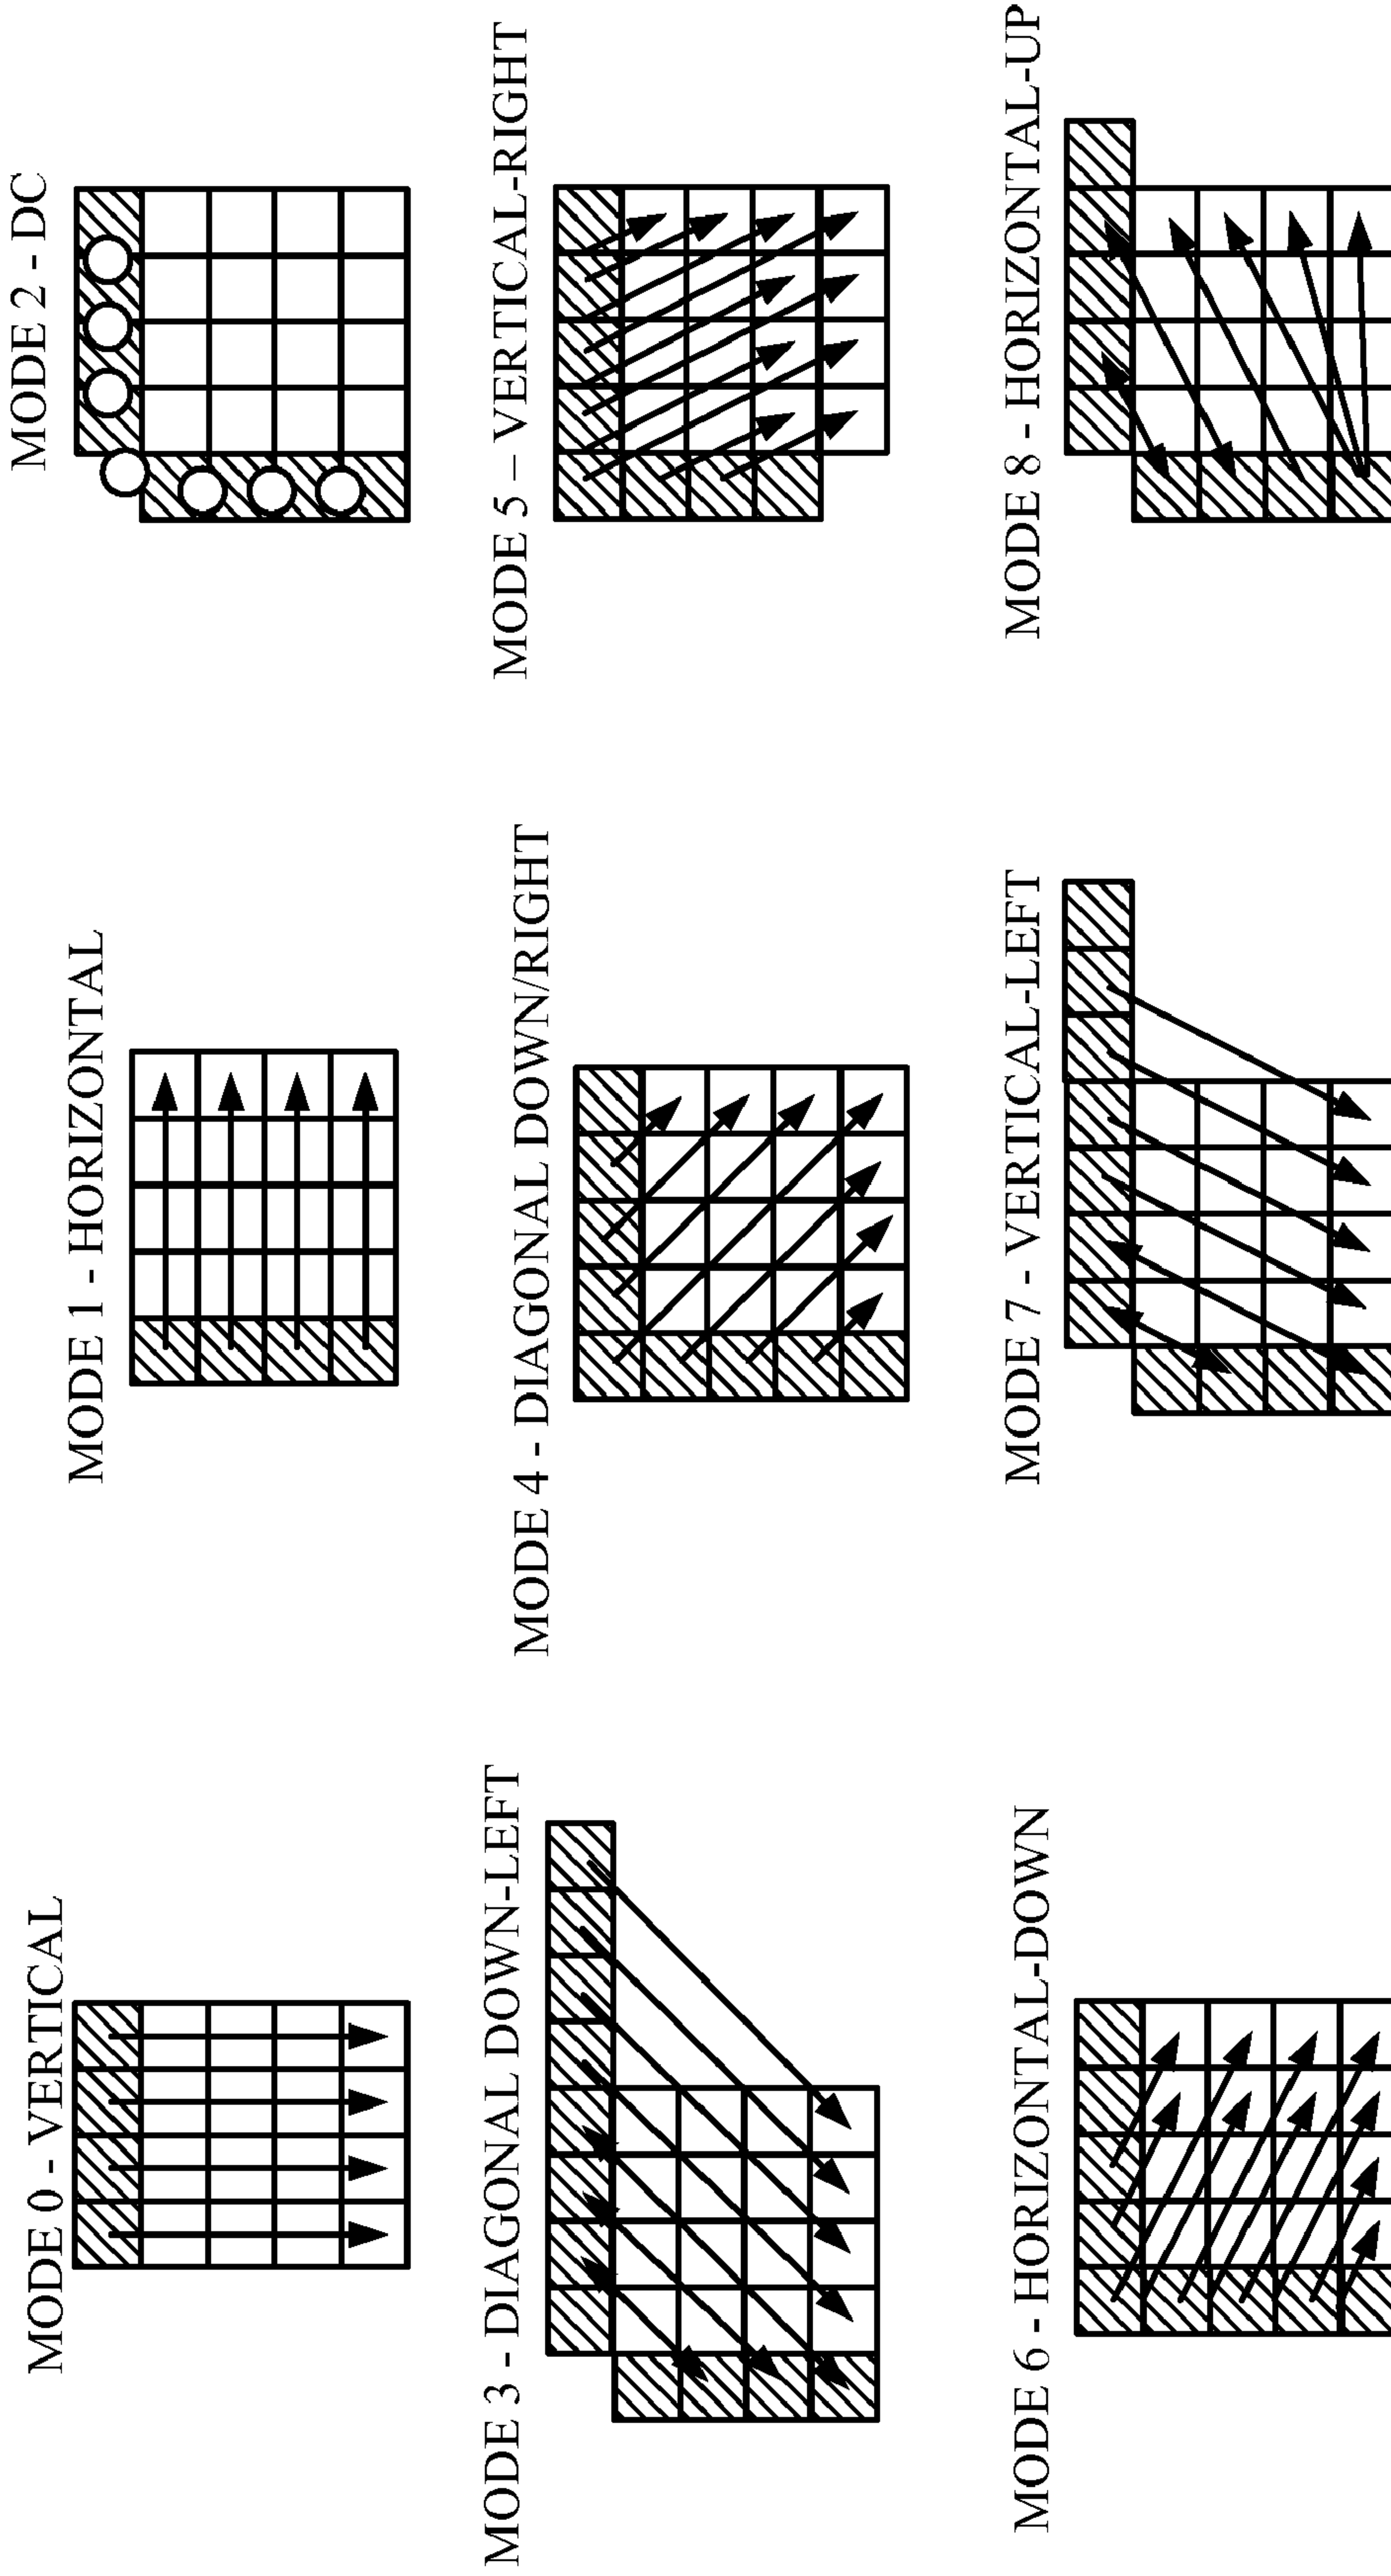 MODE 0 - VERTICAL
MODE 1 - HORIZONTAL
MODE 2 - DC
MODE 3 - DIAGONAL DOWN-LEFT
MODE 4 - DIAGONAL DOWN/RIGHT
MODE 5 – VERTICAL-RIGHT
MODE 6 - HORIZONTAL-DOWN
MODE 7 - VERTICAL-LEFT
MODE 8 - HORIZONTAL-UP